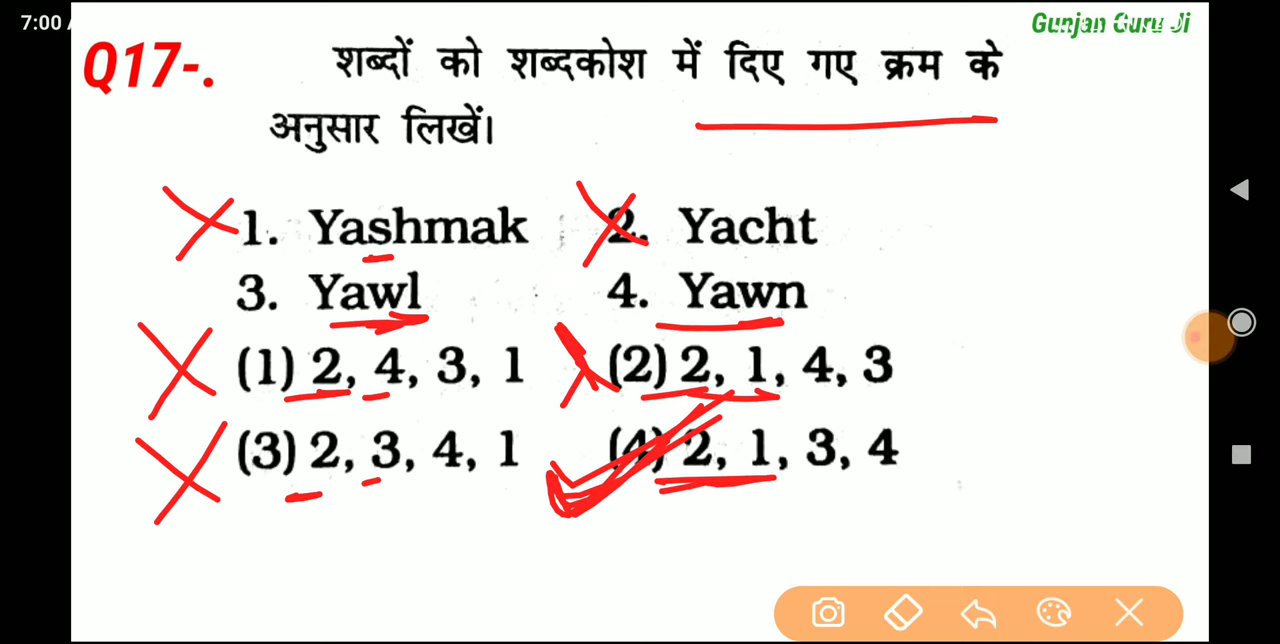 7:00
Gunjan Guru Ji
Q17-. शब्दों को शब्दकोश में दिए गए क्रम के
अनुसार लिखें।
1. Yashmak 2. Yacht
3. Yawl 4. Yawn
(1) 2, 4, 3, 1 (2) 2, 1, 4, 3
(3) 2, 3, 4, 1 (4) 2, 1, 3, 4